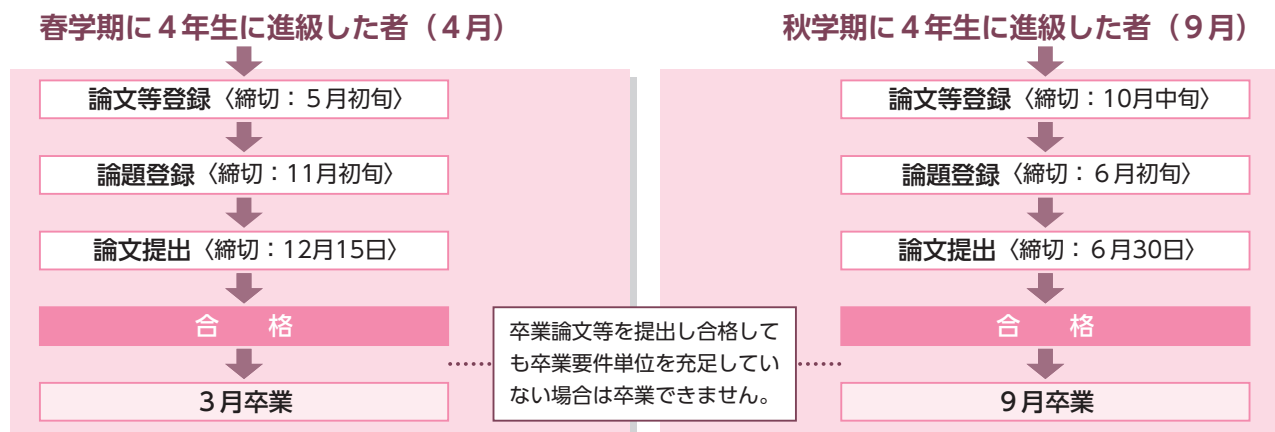 春学期に４年生に進級した者（４月）
論文等登録〈締切：５月初旬〉
論題登録〈締切：11月初旬〉
論文提出〈締切：12月15日〉
合　格
３月卒業
秋学期に４年生に進級した者（９月）
論文等登録〈締切：10月中旬〉
論題登録〈締切：６月初旬〉
論文提出〈締切：６月30日〉
合　格
９月卒業
卒業論文等を提出し合格して
も卒業要件単位を充足してい
ない場合は卒業できません。